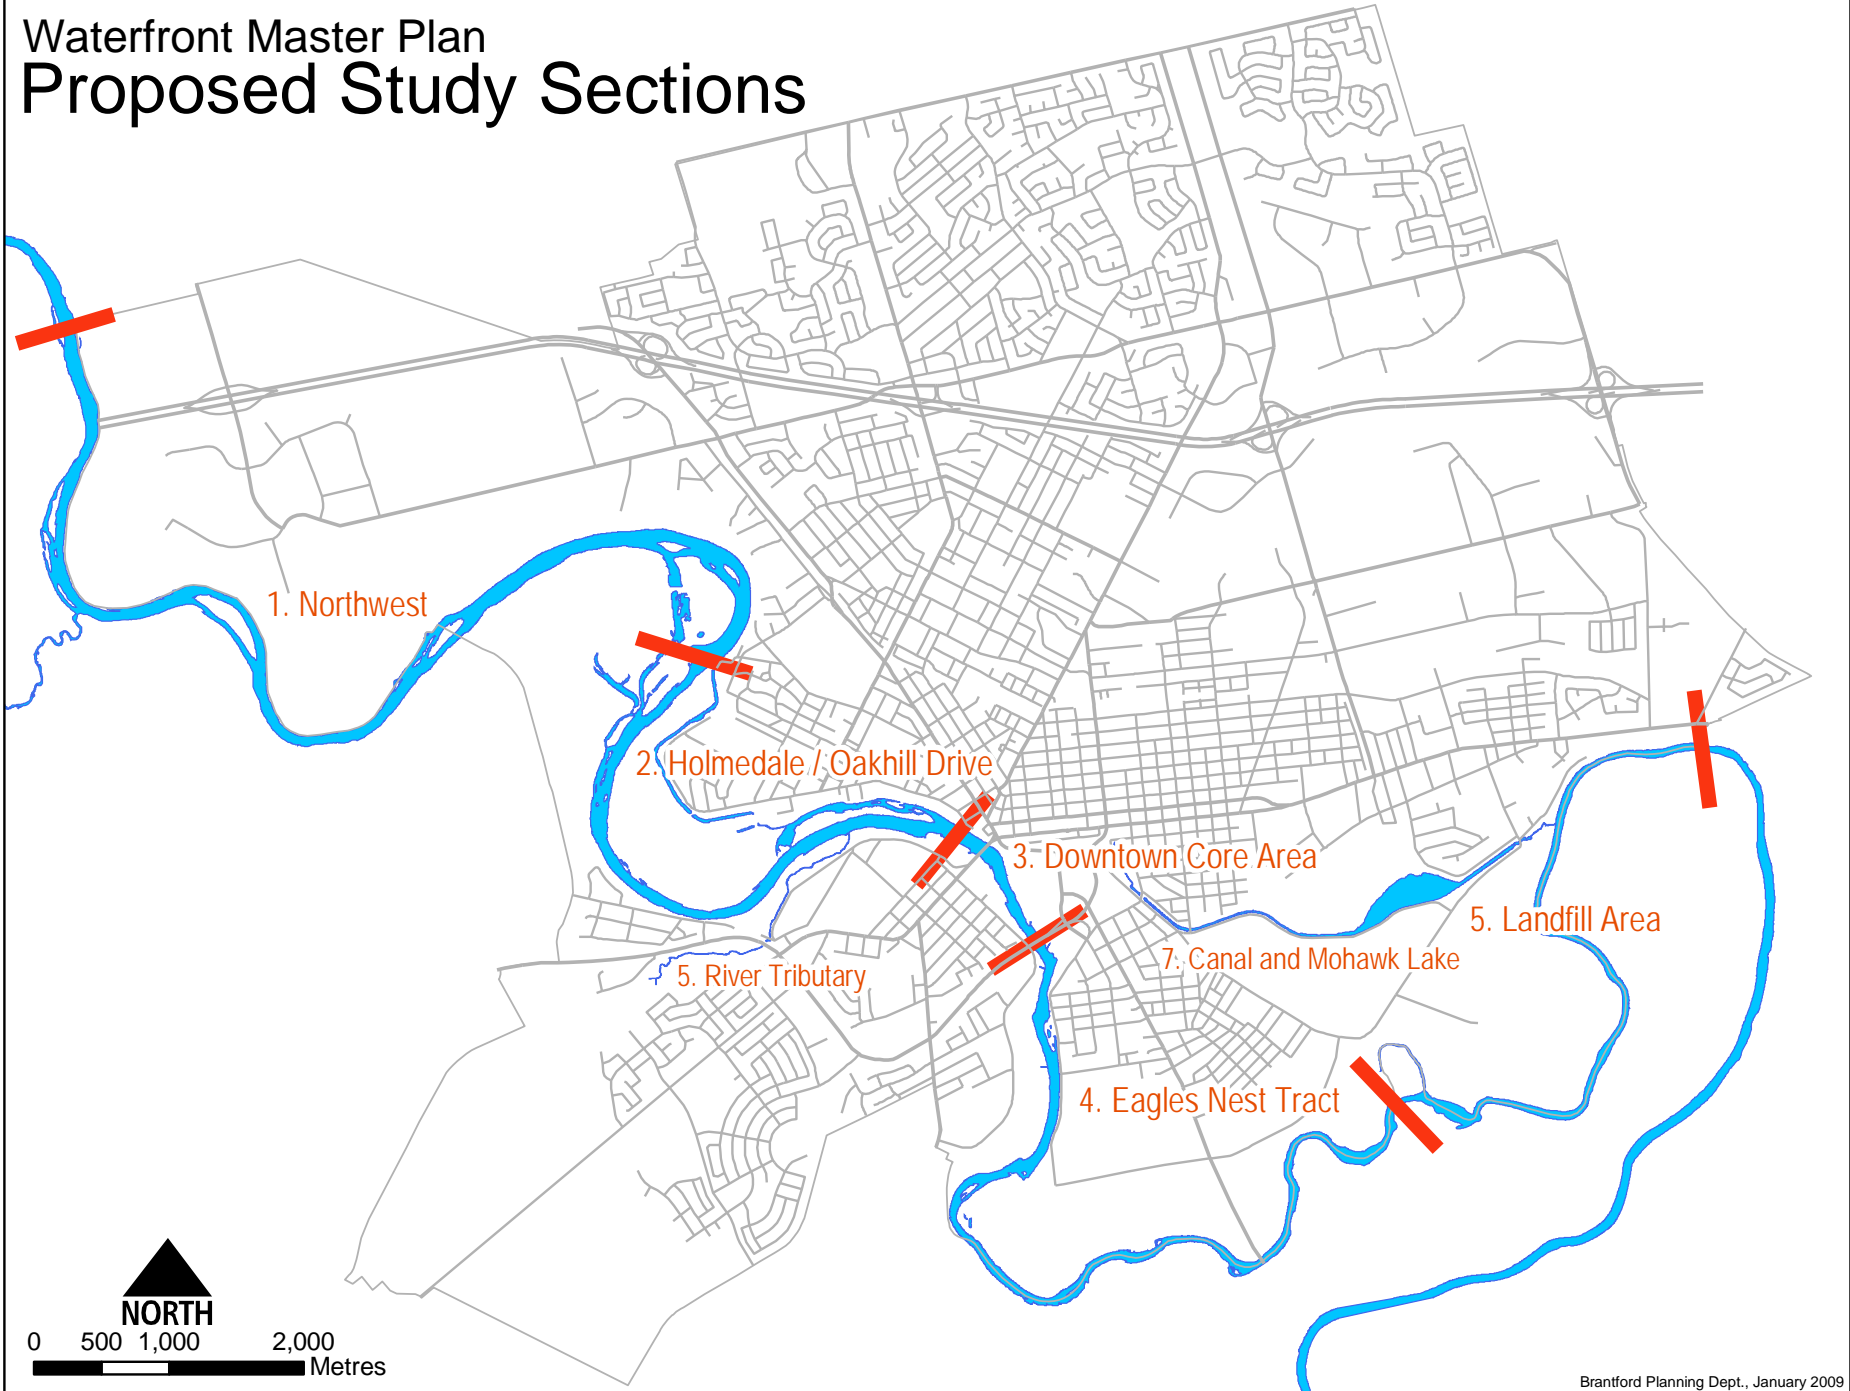 Waterfront Master Plan
Proposed Study Sections
1. Northwest
2. Holmedale / Oakhill Drive
3. Downtown Core Area
5. Landfill Area
7. Canal and Mohawk Lake
5. River Tributary
4. Eagles Nest Tract
NORTH
0 500 1,000 2,000
Metres
Brantford Planning Dept., January 2009